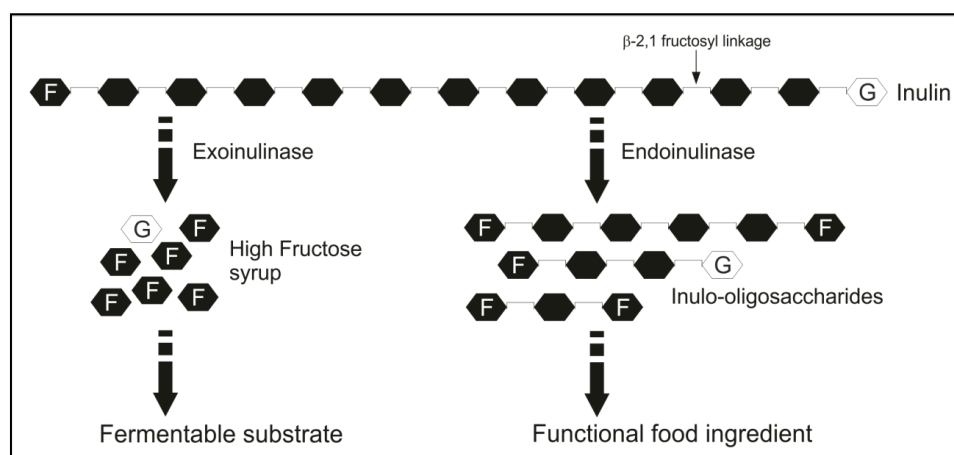 β-2,1 fructosyl linkage
F
G
Inulin
Exoinulinase
Endoinulinase
G
F
F
F
F
F
F
High Fructose
syrup
F
F
F
G
Inulo-oligosaccharides
F
F
Fermentable substrate
Functional food ingredient